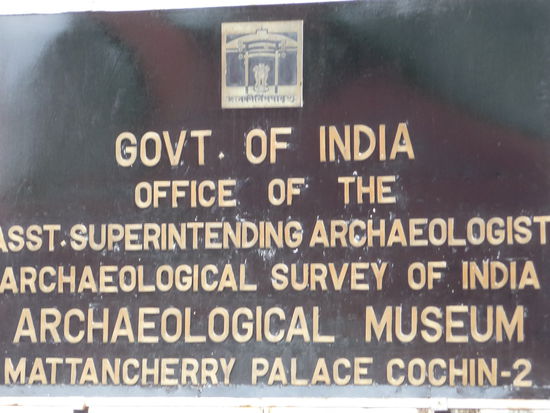 GOVT. OF INDIA
OFFICE OF THE
ASST. SUPERINTENDING ARCHAEOLOGIST
ARCHAEOLOGICAL SURVEY OF INDIA
ARCHAEOLOGICAL MUSEUM
MATTANCHERRY PALACE COCHIN-2